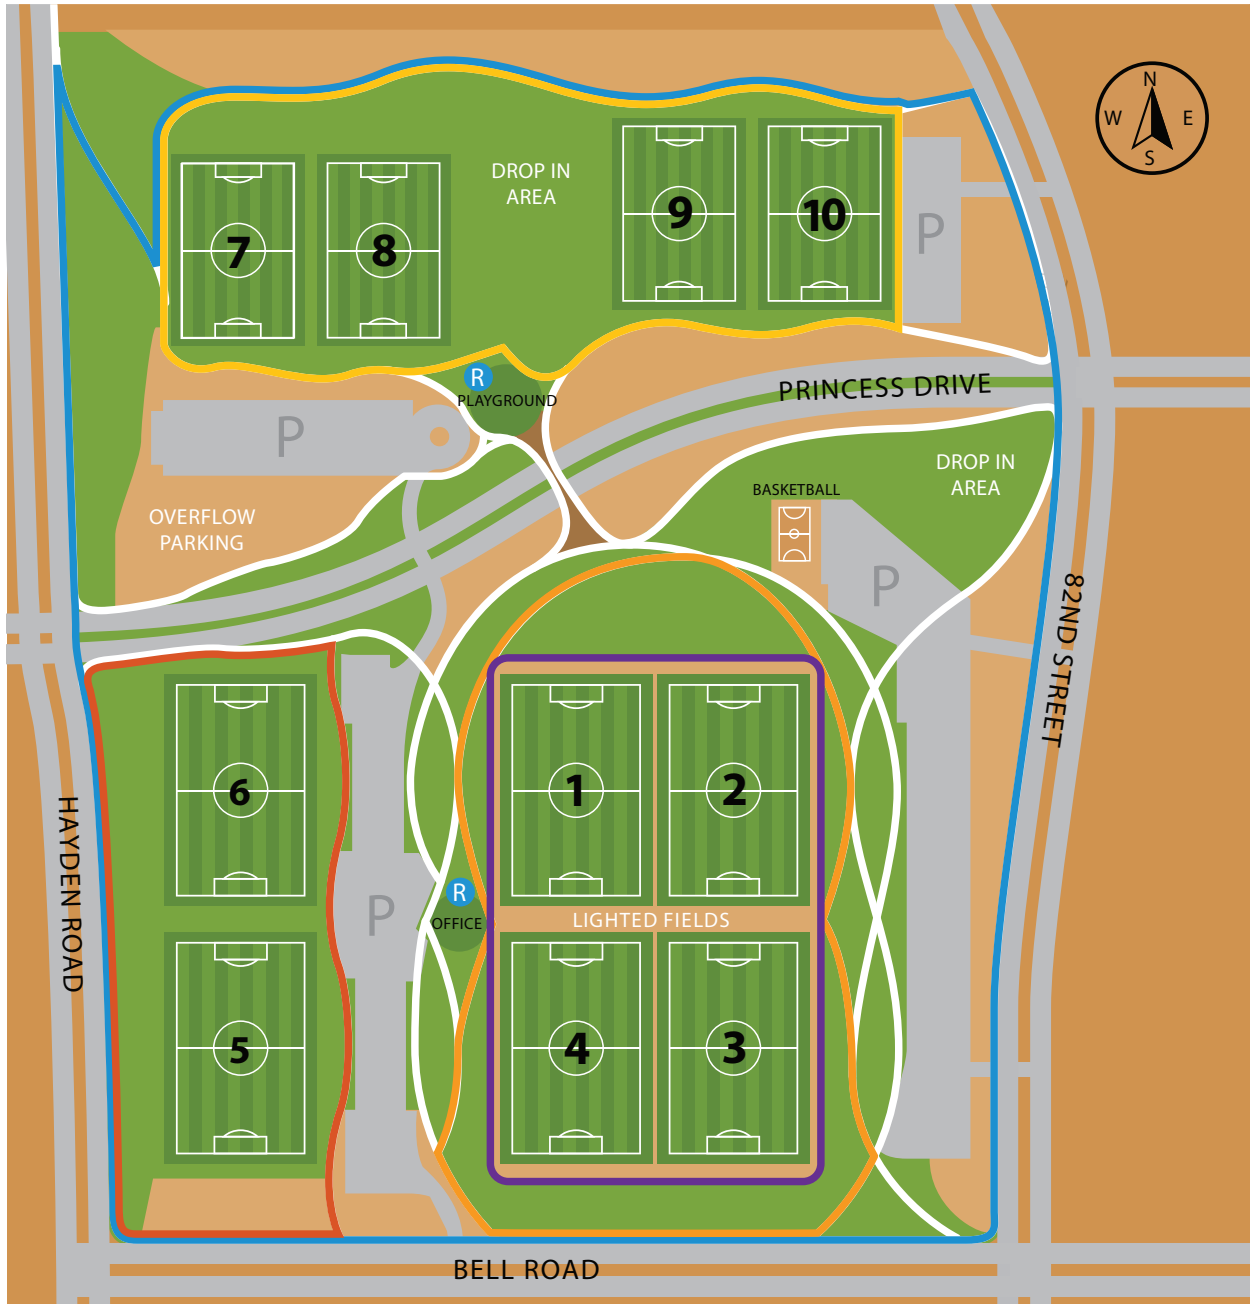 N
W
E
S
DROP IN
AREA
9
10
P
7
8
R
PLAYGROUND
PRINCESS DRIVE
P
DROP IN
AREA
BASKETBALL
OVERFLOW
PARKING
P
82ND STREET
6
1
2
HAYDEN ROAD
P
R
OFFICE
LIGHTED FIELDS
5
4
3
BELL ROAD